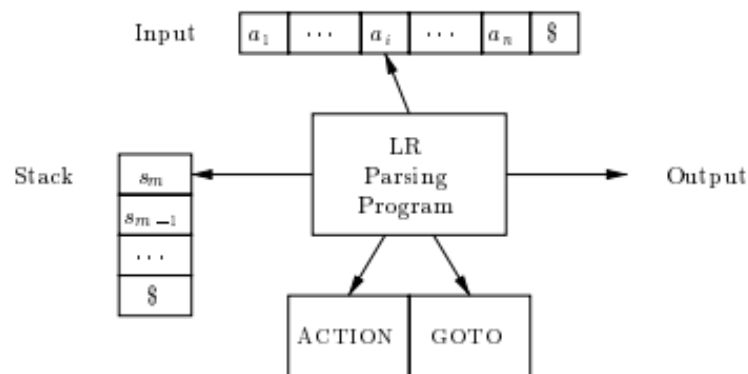 Input a₁ ··· aᵢ ··· aₙ $
LR
Parsing
Program
Stack
sₘ
sₘ₋₁
···
$
Output
ACTION GOTO